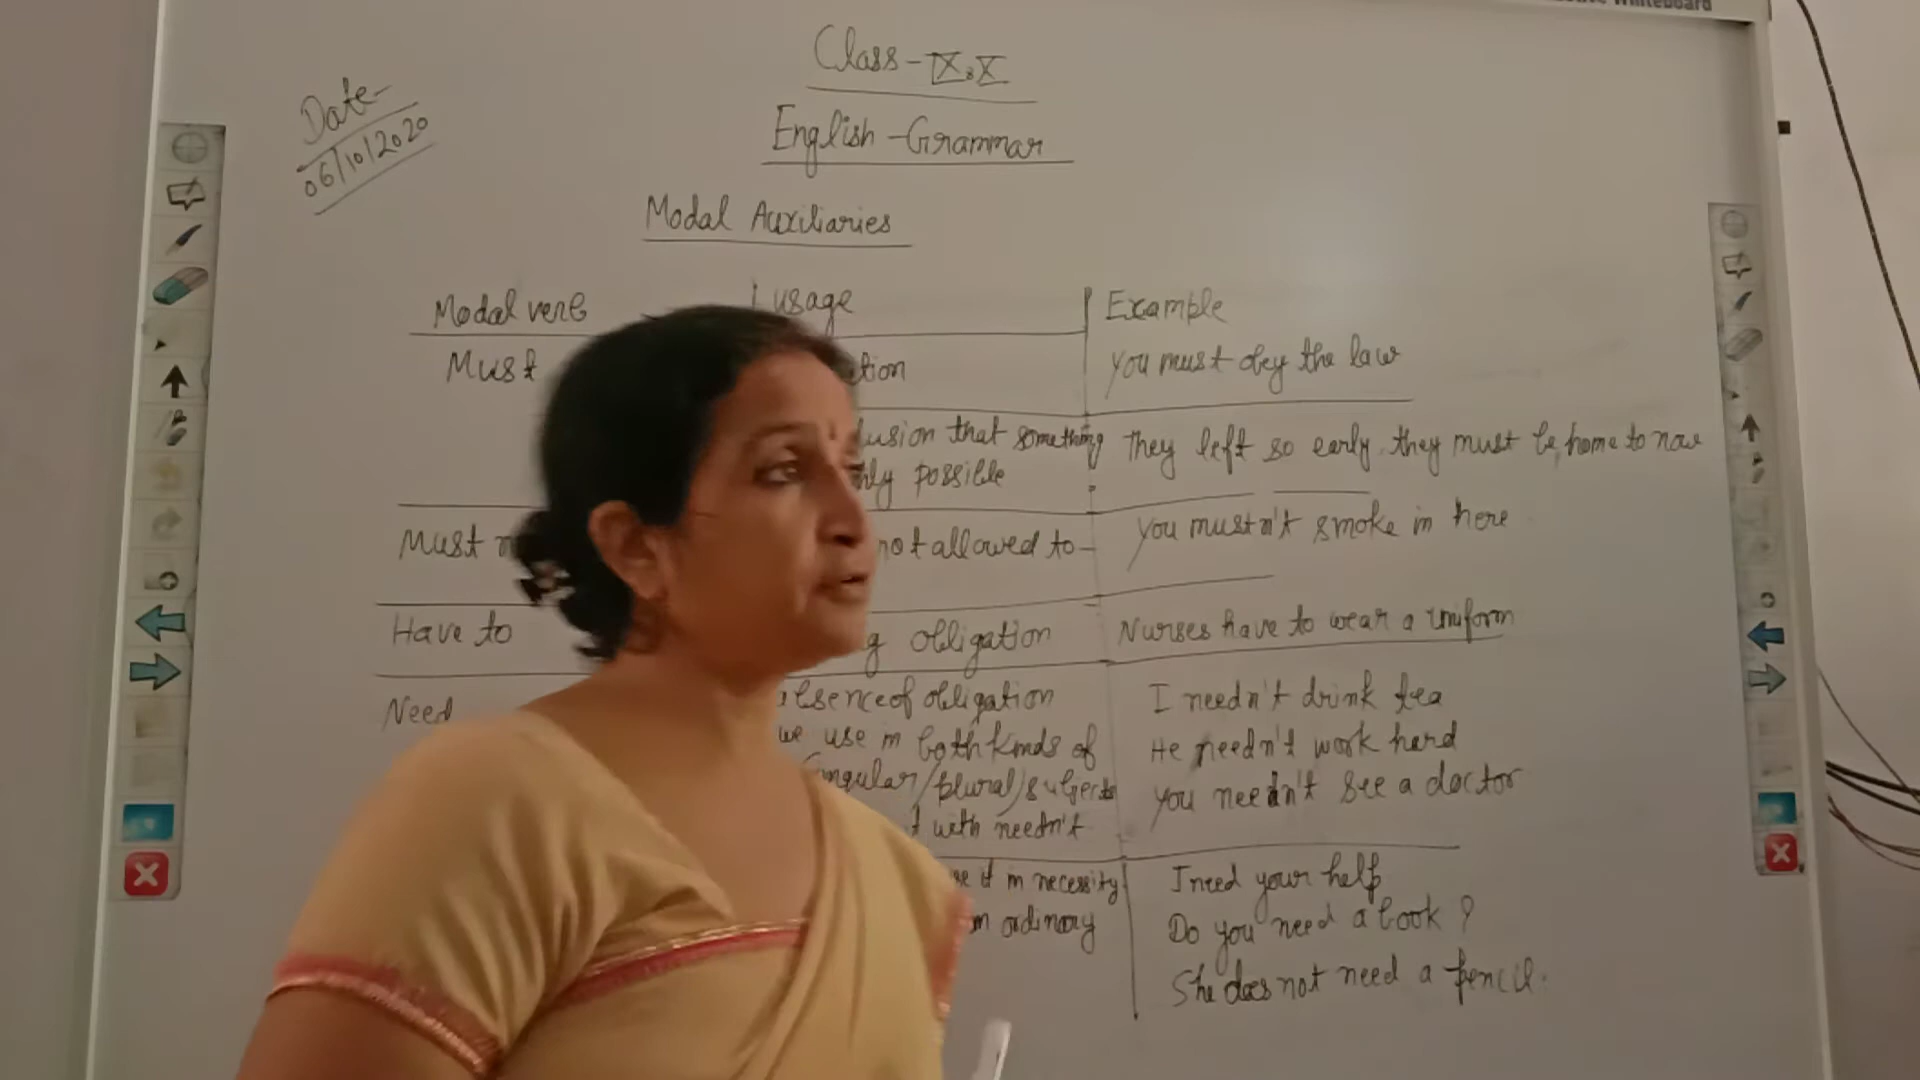 Whiteboard
Class - IX, X
Date-
06/10/2020
English - Grammar
Modal Auxiliaries
Modal verb usage Example
Must You must obey the law
that something They left so early. they must be home to now
possible
Must not allowed to- You mustn't smoke in here
Have to obligation Nurses have to wear a uniform
Need of obligation I needn't drink tea
we use in both kinds of He needn't work hard
singular/plural/subjects You needn't see a doctor
with needn't
in necessity I need your help
ordinary Do you need a book?
She does not need a pencil.